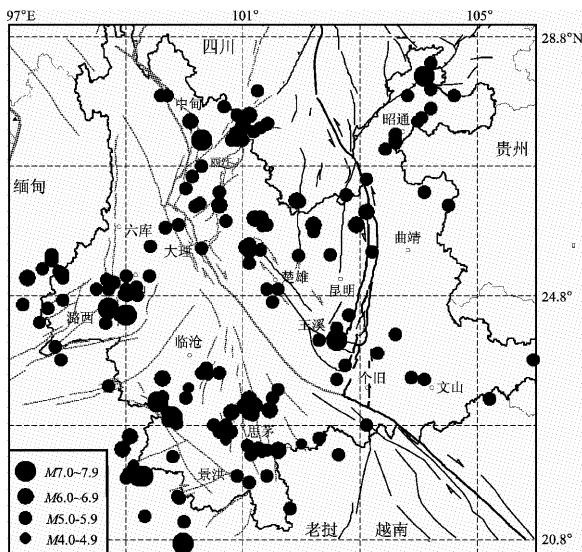 97°E
101°
105°
28.8°N
四川
中甸
昭通
贵州
丽江
缅甸
六库
大理
曲靖
楚雄
昆明
24.8°
潞西
玉溪
临沧
个旧
文山
思茅
景洪
M7.0~7.9
M6.0~6.9
M5.0~5.9
M4.0~4.9
老挝
越南
20.8°